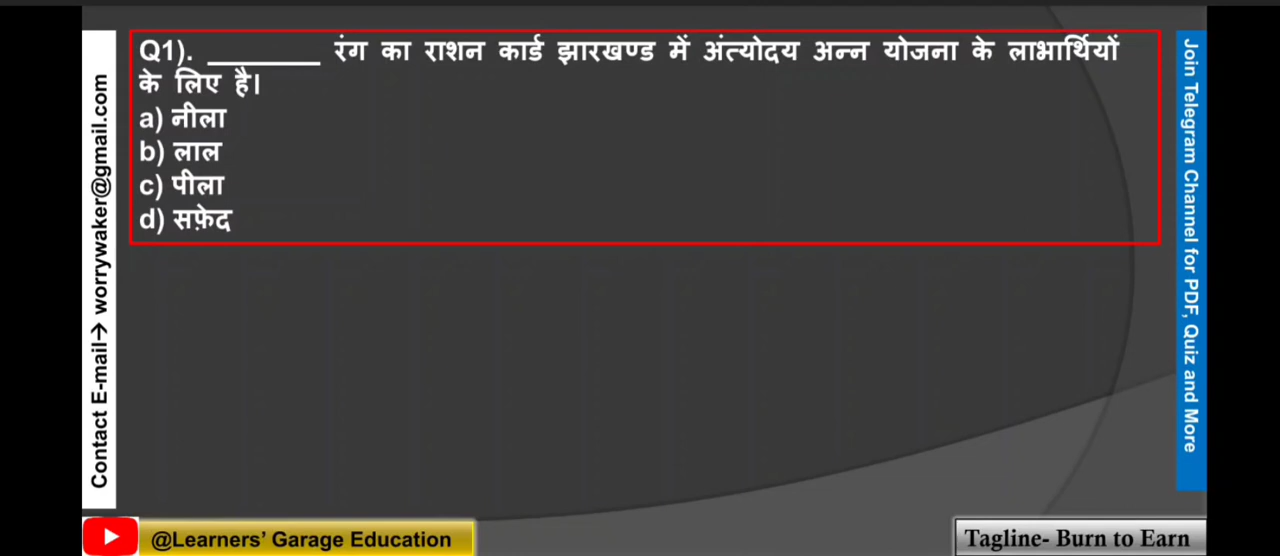 Q1). ________ रंग का राशन कार्ड झारखण्ड में अंत्योदय अन्न योजना के लाभार्थियों
के लिए है।
a) नीला
b) लाल
c) पीला
d) सफ़ेद
Contact E-mail→ worrywaker@gmail.com
Join Telegram Channel for PDF, Quiz and More
@Learners’ Garage Education
Tagline- Burn to Earn